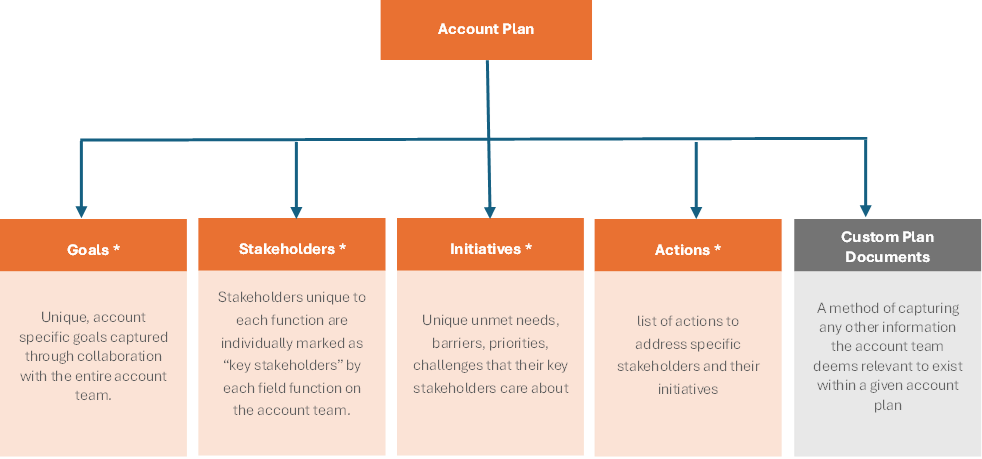 Account Plan
Goals *
Unique, account
specific goals captured
through collaboration
with the entire account
team.
Stakeholders *
Stakeholders unique to
each function are
individually marked as
“key stakeholders” by
each field function on
the account team.
Initiatives *
Unique unmet needs,
barriers, priorities,
challenges that their key
stakeholders care about
Actions *
list of actions to
address specific
stakeholders and their
initiatives
Custom Plan
Documents
A method of capturing
any other information
the account team
deems relevant to exist
within a given account
plan